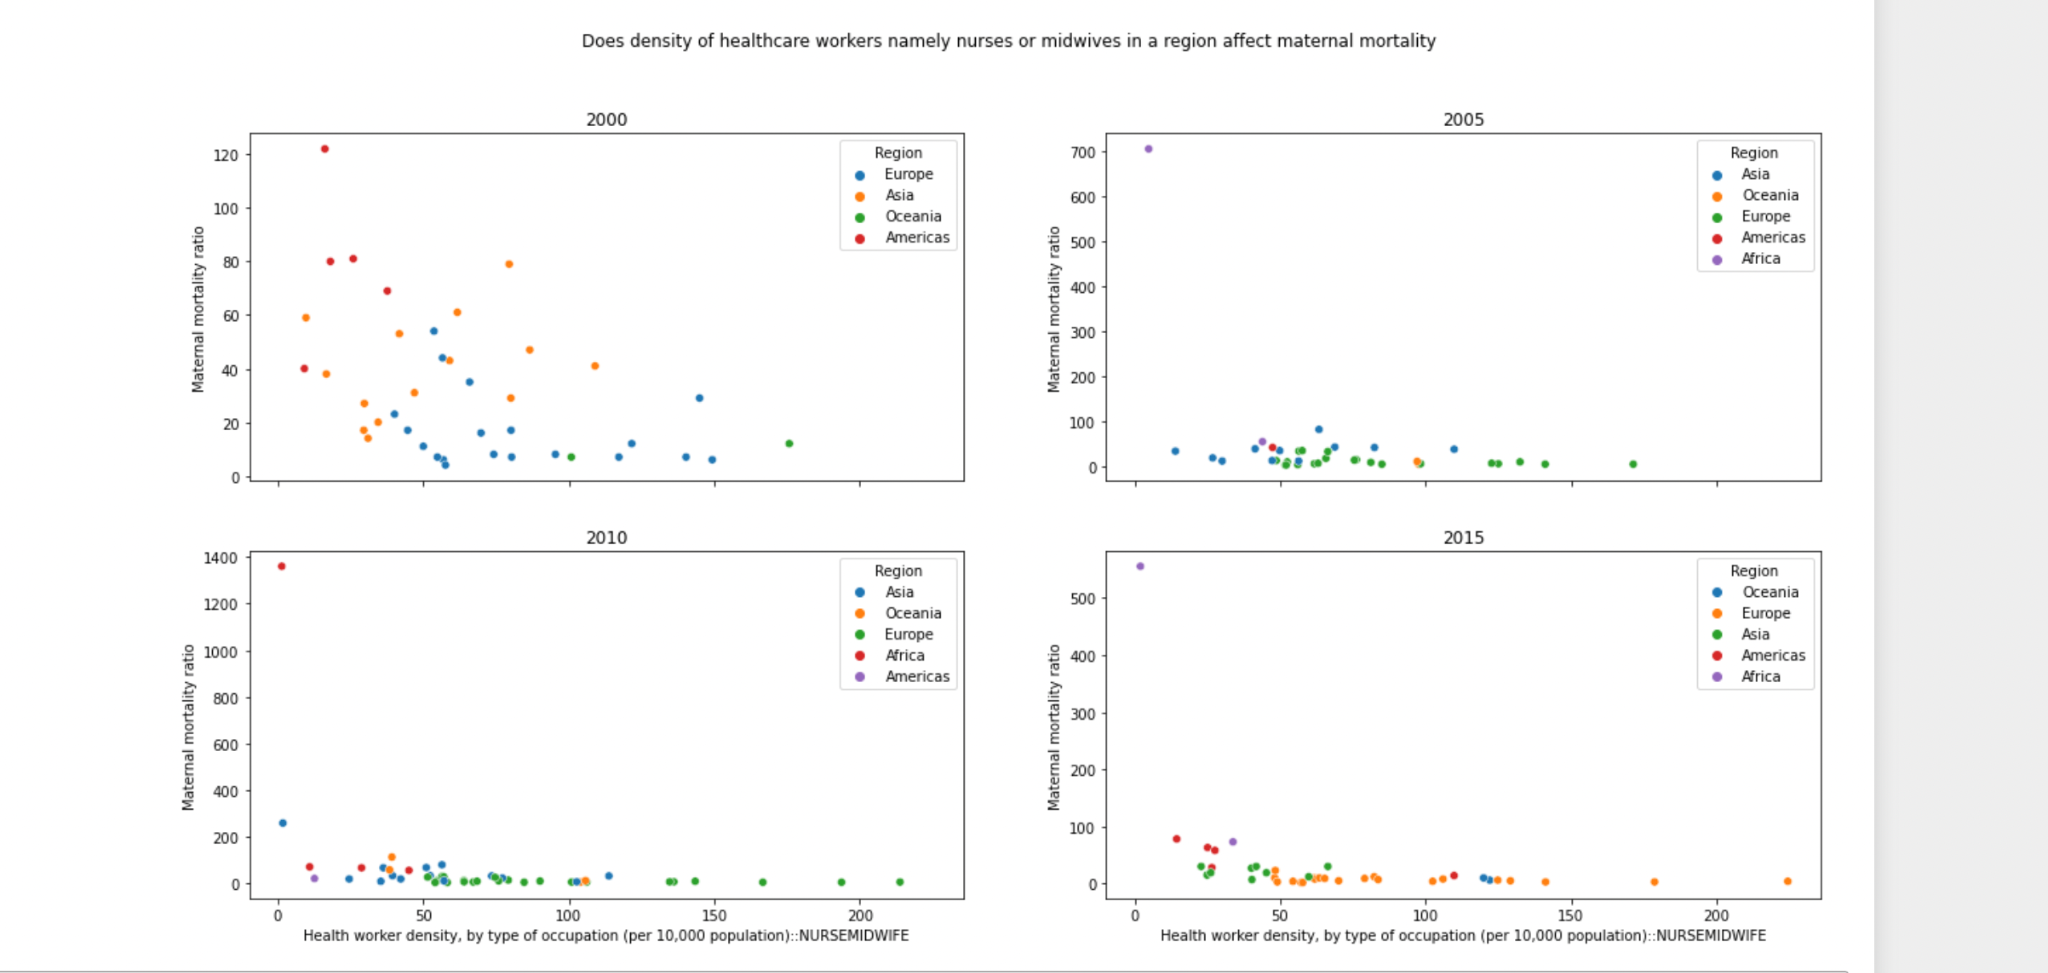 Does density of healthcare workers namely nurses or midwives in a region affect maternal mortality
2000
Maternal mortality ratio
120
100
80
60
40
20
0
Region
Europe
Asia
Oceania
Americas
2005
Maternal mortality ratio
700
600
500
400
300
200
100
0
Region
Asia
Oceania
Europe
Americas
Africa
2010
Maternal mortality ratio
1400
1200
1000
800
600
400
200
0
Region
Asia
Oceania
Europe
Africa
Americas
0 50 100 150 200
Health worker density, by type of occupation (per 10,000 population)::NURSEMIDWIFE
2015
Maternal mortality ratio
500
400
300
200
100
0
Region
Oceania
Europe
Asia
Americas
Africa
0 50 100 150 200
Health worker density, by type of occupation (per 10,000 population)::NURSEMIDWIFE